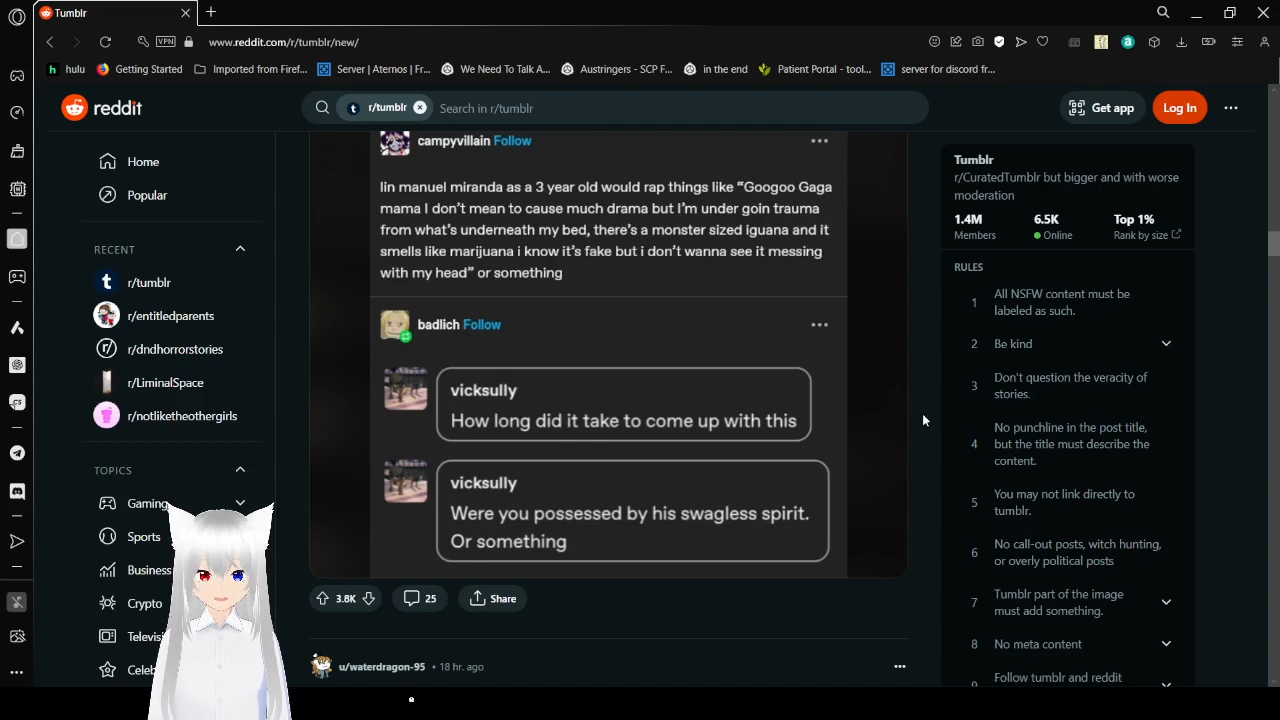 Tumblr
www.reddit.com/r/tumblr/new/
VPN
hulu
Getting Started
Imported from Firef...
Server | Aternos | Fr...
We Need To Talk A...
Austringers - SCP F...
in the end
Patient Portal - tool...
server for discord fr...
reddit
r/tumblr
Search in r/tumblr
Get app
Log In
Home
Popular
RECENT
r/tumblr
r/entitledparents
r/dndhorrorstories
r/LiminalSpace
r/notliketheothergirls
TOPICS
Gaming
Sports
Business
Crypto
Televisi
Celeb
campyvillain Follow
lin manuel miranda as a 3 year old would rap things like “Googoo Gaga
mama I don’t mean to cause much drama but I’m under goin trauma
from what’s underneath my bed, there’s a monster sized iguana and it
smells like marijuana i know it’s fake but i don’t wanna see it messing
with my head” or something
badlich Follow
vicksully
How long did it take to come up with this
vicksully
Were you possessed by his swagless spirit.
Or something
3.8K
25
Share
u/waterdragon-95 • 18 hr. ago
Tumblr
r/CuratedTumblr but bigger and with worse
moderation
1.4M 6.5K Top 1%
Members Online Rank by size
RULES
1 All NSFW content must be
labeled as such.
2 Be kind
3 Don't question the veracity of
stories.
4 No punchline in the post title,
but the title must describe the
content.
5 You may not link directly to
tumblr.
6 No call-out posts, witch hunting,
or overly political posts
7 Tumblr part of the image
must add something.
8 No meta content
Follow tumblr and reddit